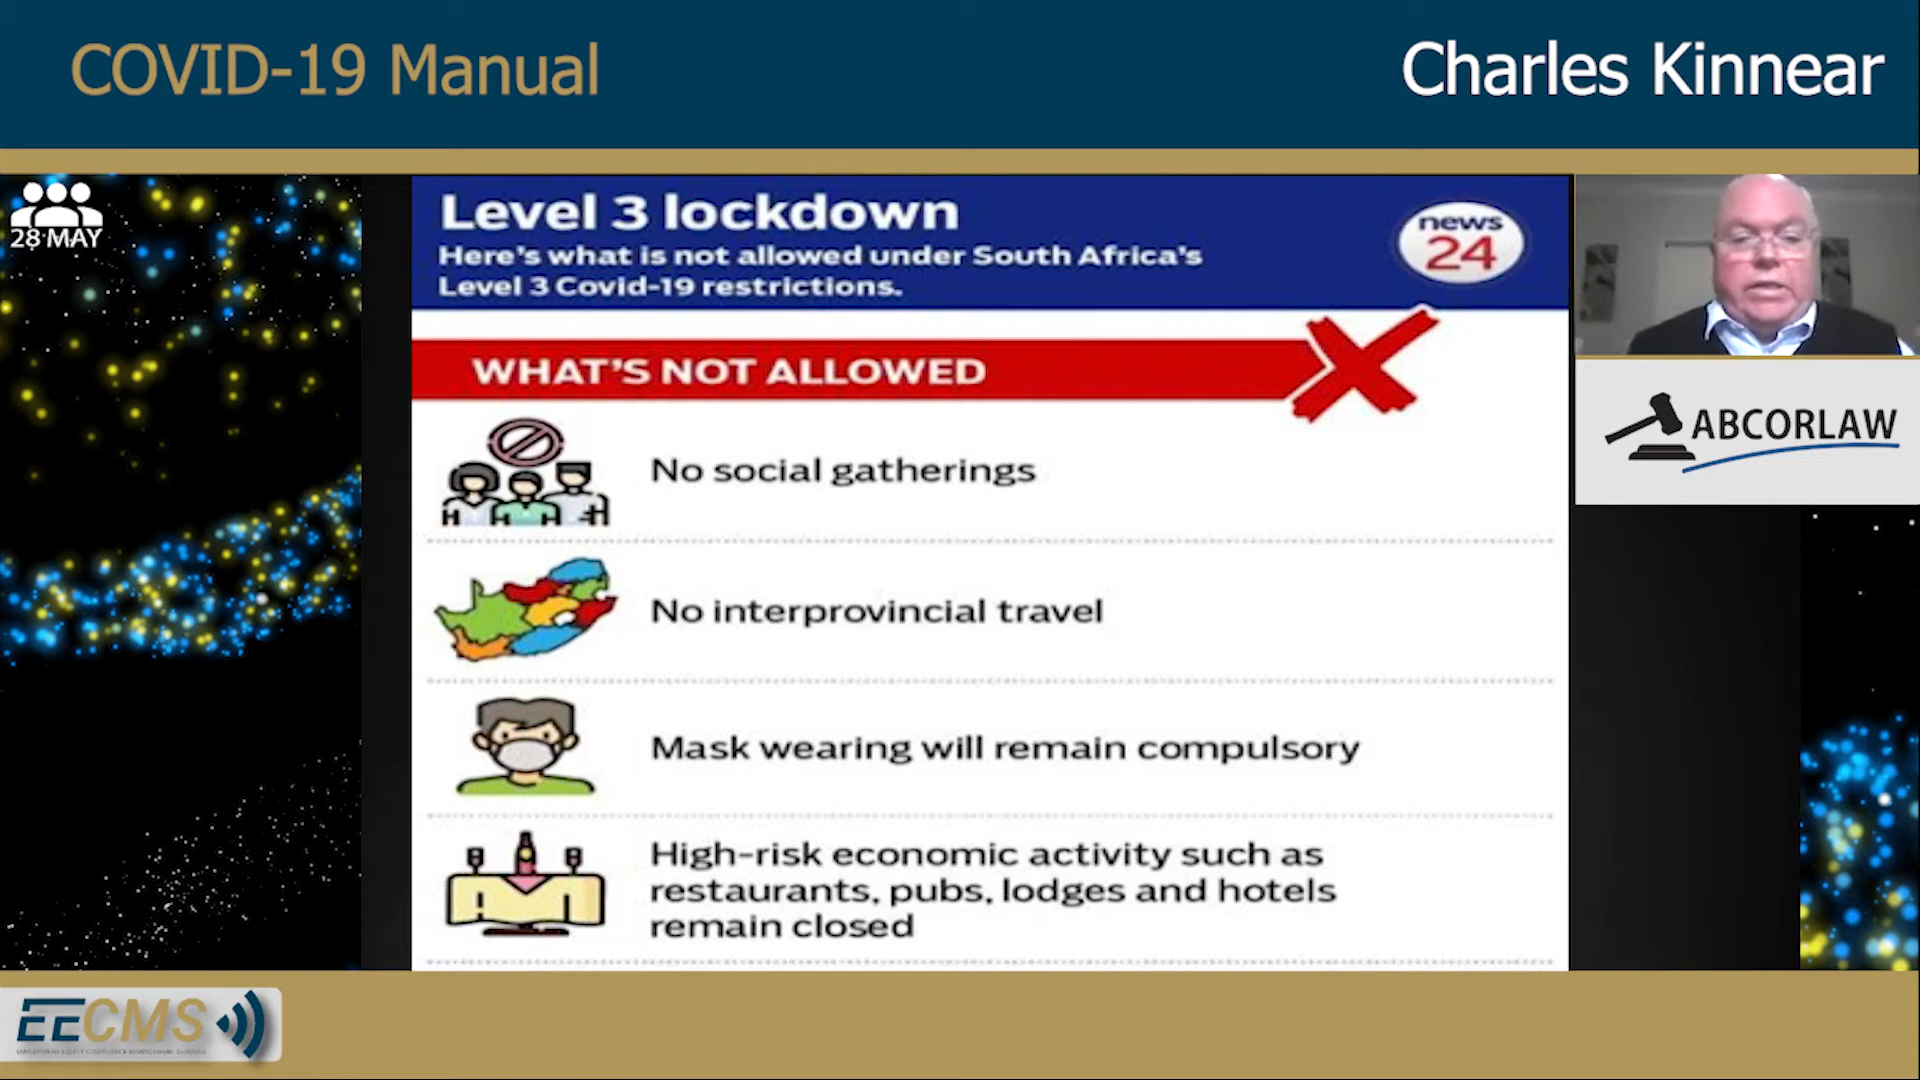 COVID-19 Manual
Charles Kinnear
28 MAY
Level 3 lockdown
Here's what is not allowed under South Africa's
Level 3 Covid-19 restrictions.
news
24
WHAT'S NOT ALLOWED
No social gatherings
No interprovincial travel
Mask wearing will remain compulsory
High-risk economic activity such as
restaurants, pubs, lodges and hotels
remain closed
ABCORLAW
EECMS